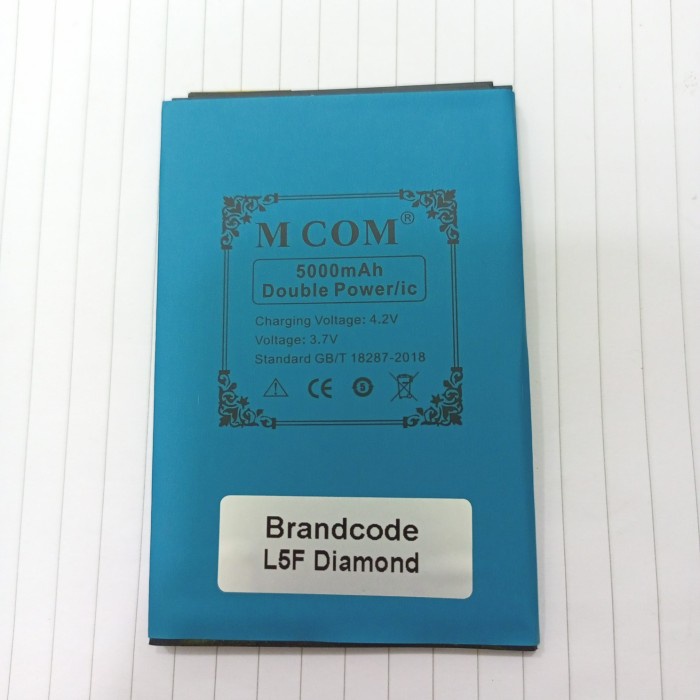 M COM®
5000mAh
Double Power/ic
Charging Voltage: 4.2V
Voltage: 3.7V
Standard GB/T 18287-2018
CE
Brandcode
L5F Diamond